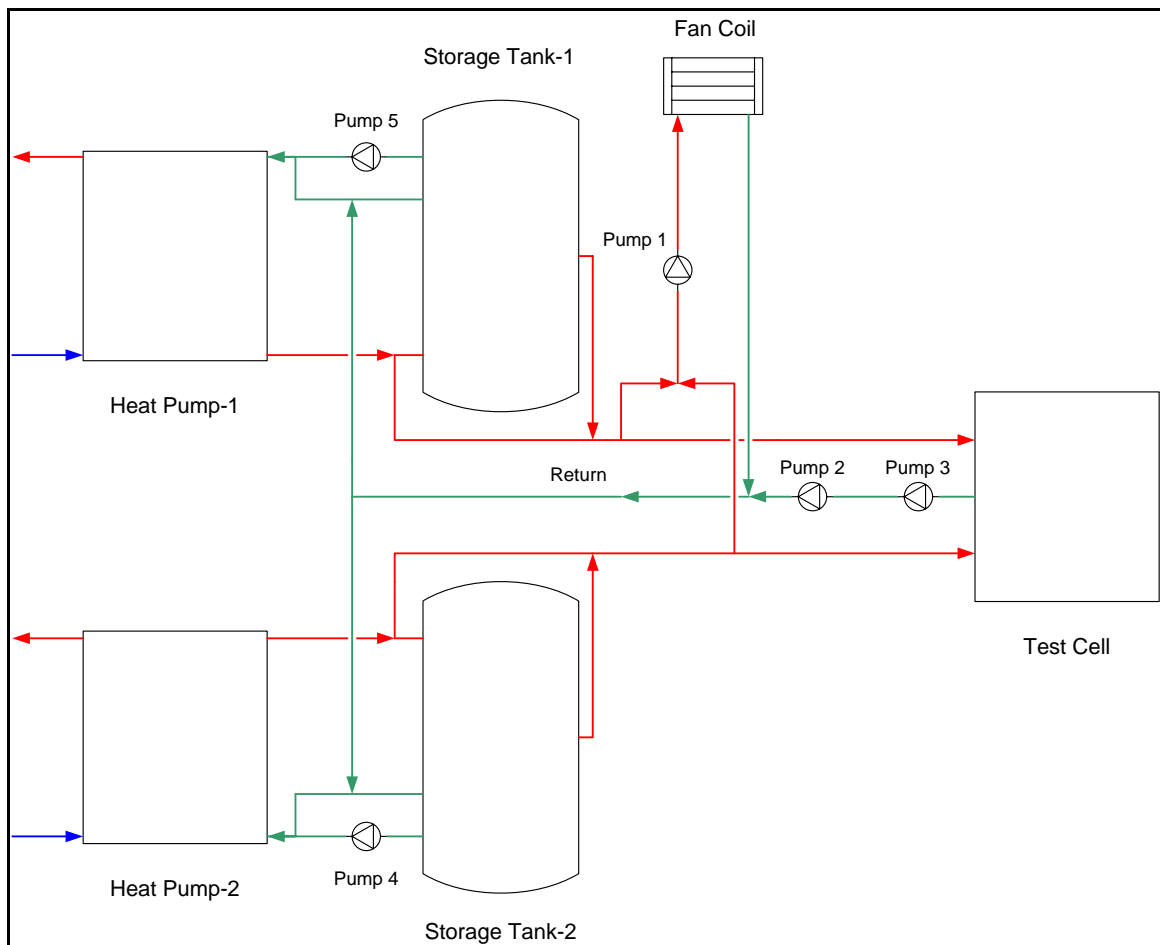 Fan Coil
Storage Tank-1
Pump 5
Pump 1
Heat Pump-1
Return
Pump 2
Pump 3
Test Cell
Pump 4
Heat Pump-2
Storage Tank-2